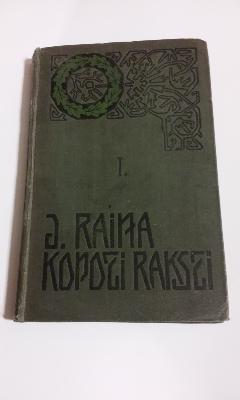 I.
J. RAIŅA
KOPOTI RAKSTI